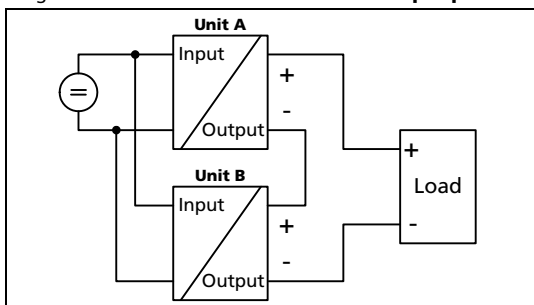 Unit A
Input
+
-
Output
+
Load
-
Unit B
Input
+
-
Output
=